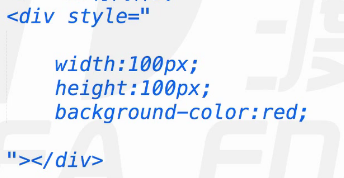 <div style="
width:100px;
height:100px;
background-color:red;
"></div>